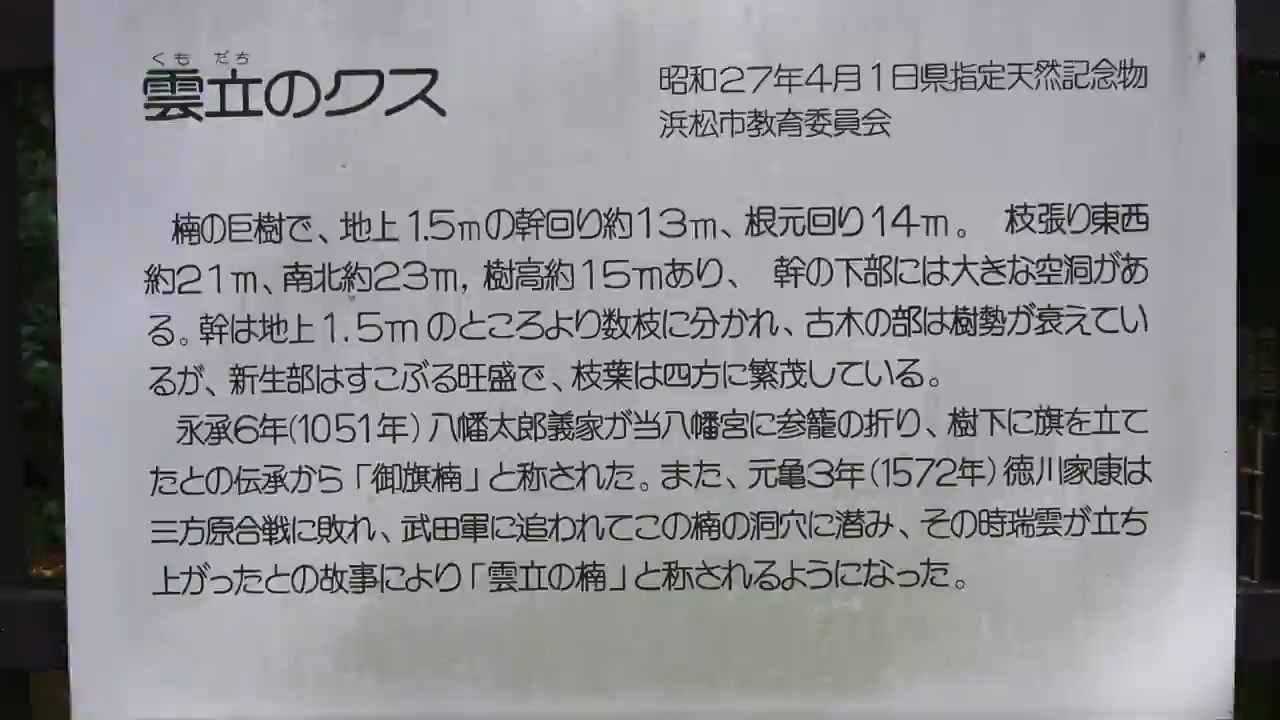 くも だち
雲立のクス
昭和27年4月1日県指定天然記念物
浜松市教育委員会
楠の巨樹で、地上1.5mの幹回り約13m、根元回り14m。 枝張り東西
約21m、南北約23m, 樹高約15mあり、 幹の下部には大きな空洞があ
る。幹は地上1.5mのところより数枝に分かれ、古木の部は樹勢が衰えてい
るが、新生部はすこぶる旺盛で、枝葉は四方に繁茂している。
永承6年(1051年) 八幡太郎義家が当八幡宮に参籠の折り、樹下に旗を立て
たとの伝承から「御旗楠」と称された。また、元亀3年(1572年) 徳川家康は
三方原合戦に敗れ、武田軍に追われてこの楠の洞穴に潜み、その時瑞雲が立ち
上がったとの故事により「雲立の楠」と称されるようになった。